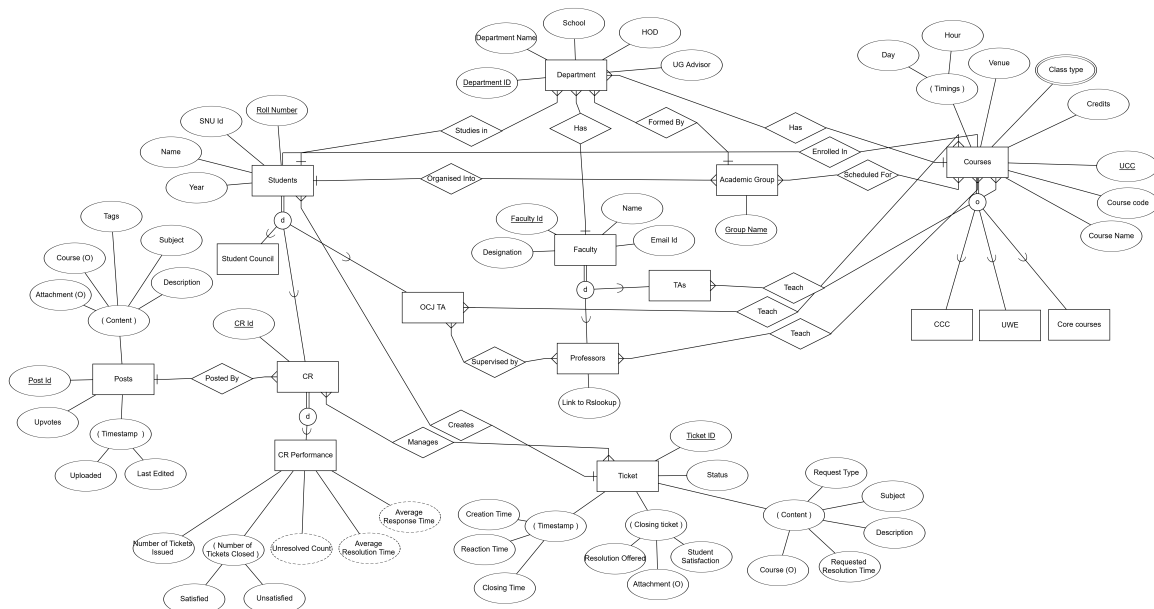 School
Department Name
HOD
UG Advisor
Department ID
Department
Hour
Day
Venue
Class type
( Timings )
Credits
Roll Number
SNU Id
Name
Year
Students
Studies in
Has
Formed By
Has
Enrolled In
Organised Into
Academic Group
Group Name
Scheduled For
Courses
UCC
Course code
Course Name
d
o
Student Council
Faculty Id
Name
Designation
Faculty
Email Id
d
TAs
Teach
OCJ TA
Teach
Teach
CCC
UWE
Core courses
Supervised by
Professors
Link to Rslookup
Tags
Course (O)
Subject
Attachment (O)
Description
( Content )
CR Id
Post Id
Posts
Posted By
CR
Upvotes
( Timestamp )
Uploaded
Last Edited
d
CR Performance
Manages
Creates
Number of Tickets
Issued
( Number of
Tickets Closed )
Unresolved Count
Average
Resolution Time
Average
Response Time
Satisfied
Unsatisfied
Ticket ID
Status
Ticket
Creation Time
( Timestamp )
Reaction Time
Closing Time
( Closing ticket )
Resolution Offered
Student
Satisfaction
Attachment (O)
Request Type
Subject
( Content )
Description
Course (O)
Requested
Resolution Time